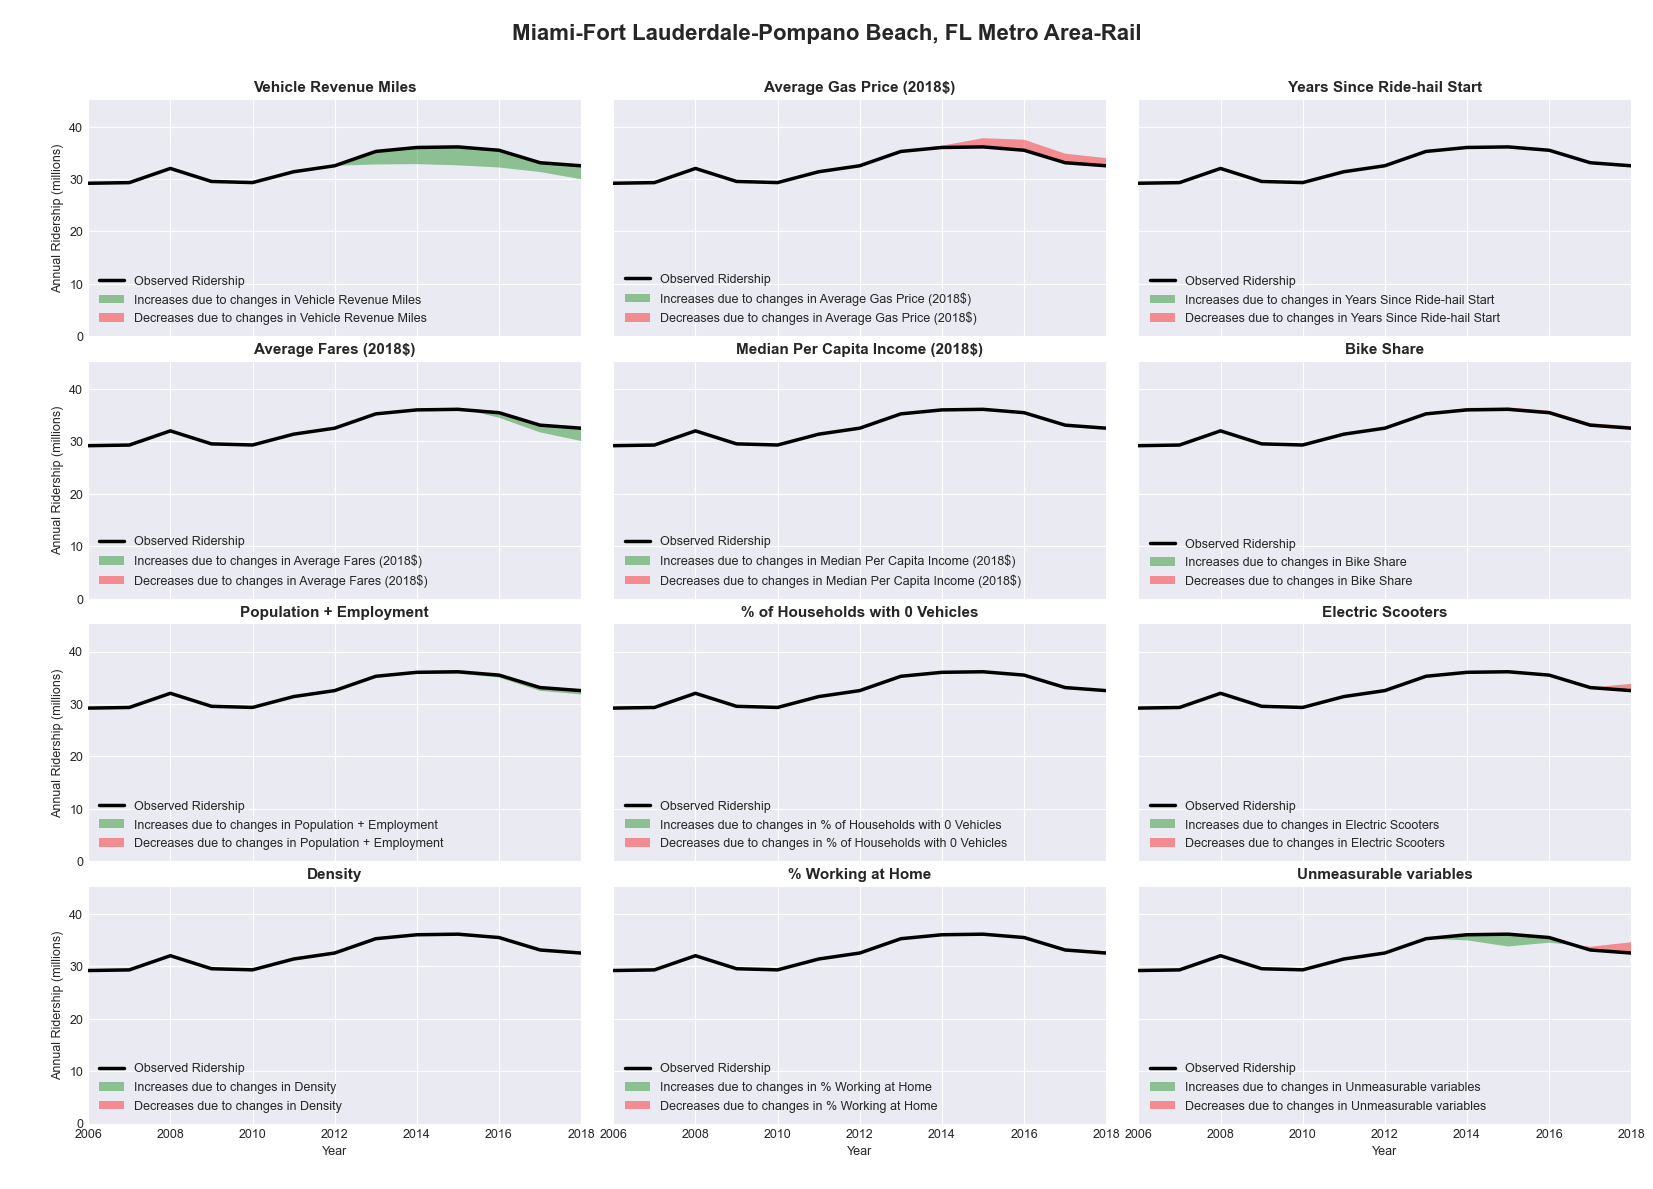 Miami-Fort Lauderdale-Pompano Beach, FL Metro Area-Rail
Vehicle Revenue Miles
Annual Ridership (millions)
40
30
20
10
0
Observed Ridership
Increases due to changes in Vehicle Revenue Miles
Decreases due to changes in Vehicle Revenue Miles
Average Gas Price (2018$)
Observed Ridership
Increases due to changes in Average Gas Price (2018$)
Decreases due to changes in Average Gas Price (2018$)
Years Since Ride-hail Start
Observed Ridership
Increases due to changes in Years Since Ride-hail Start
Decreases due to changes in Years Since Ride-hail Start
Average Fares (2018$)
Annual Ridership (millions)
40
30
20
10
0
Observed Ridership
Increases due to changes in Average Fares (2018$)
Decreases due to changes in Average Fares (2018$)
Median Per Capita Income (2018$)
Observed Ridership
Increases due to changes in Median Per Capita Income (2018$)
Decreases due to changes in Median Per Capita Income (2018$)
Bike Share
Observed Ridership
Increases due to changes in Bike Share
Decreases due to changes in Bike Share
Population + Employment
Annual Ridership (millions)
40
30
20
10
0
Observed Ridership
Increases due to changes in Population + Employment
Decreases due to changes in Population + Employment
% of Households with 0 Vehicles
Observed Ridership
Increases due to changes in % of Households with 0 Vehicles
Decreases due to changes in % of Households with 0 Vehicles
Electric Scooters
Observed Ridership
Increases due to changes in Electric Scooters
Decreases due to changes in Electric Scooters
Density
Annual Ridership (millions)
40
30
20
10
0
Observed Ridership
Increases due to changes in Density
Decreases due to changes in Density
2006 2008 2010 2012 2014 2016 2018
Year
% Working at Home
Observed Ridership
Increases due to changes in % Working at Home
Decreases due to changes in % Working at Home
2006 2008 2010 2012 2014 2016 2018
Year
Unmeasurable variables
Observed Ridership
Increases due to changes in Unmeasurable variables
Decreases due to changes in Unmeasurable variables
2006 2008 2010 2012 2014 2016 2018
Year